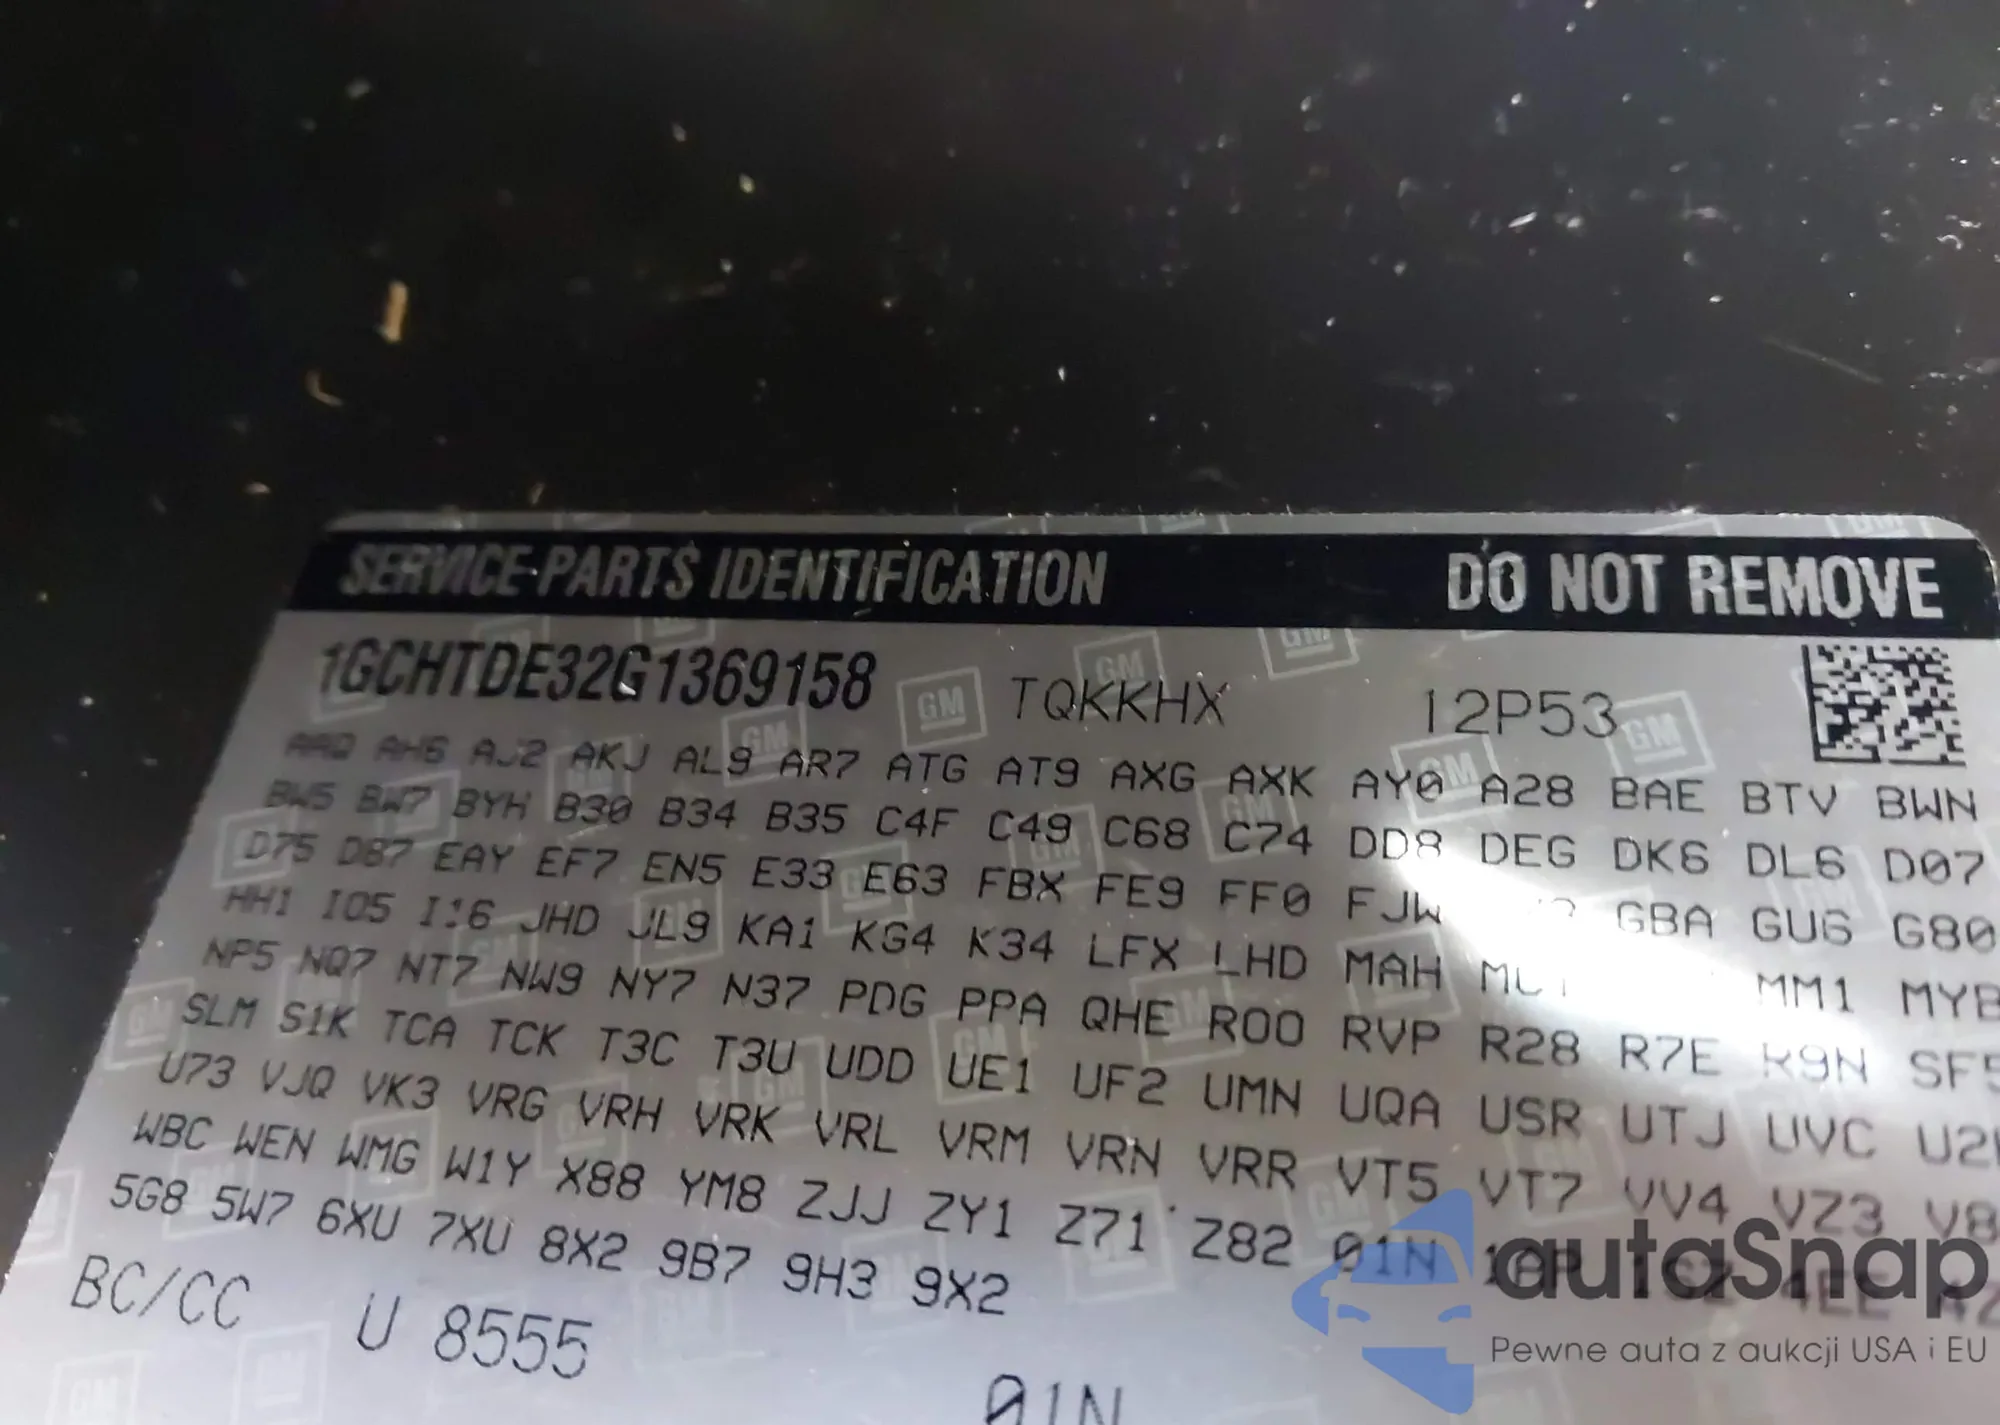 SERVICE PARTS IDENTIFICATION DO NOT REMOVE
1GCHTDE32G1369158 TQKKHX 12P53
AAQ AH6 AJ2 AKJ AL9 AR7 ATG AT9 AXG AXK AY0 A28 BAE BTV BWN
BW5 BW7 BYH B30 B34 B35 C4F C49 C68 C74 DD8 DEG DK6 DL6 D07
D75 D87 EAY EF7 EN5 E33 E63 FBX FE9 FF0 FJW GBA GU6 G80
HH1 IO5 I16 JHD JL9 KA1 KG4 K34 LFX LHD MAH MM1 MYB
NP5 NQ7 NT7 NW9 NY7 N37 PDG PPA QHE ROO RVP R28 R7E R9N SF5
SLM S1K TCA TCK T3C T3U UDD UE1 UF2 UMN UQA USR UTJ UVC
U73 VJQ VK3 VRG VRH VRK VRL VRM VRN VRR VT5 VT7 VV4 VZ3
WBC WEN WMG W1Y X88 YM8 ZJJ ZY1 Z71 Z82 01N 1AP 1SZ 4EE
5G8 5W7 6XU 7XU 8X2 9B7 9H3 9X2
BC/CC U 8555
01N
autaSnap
Pewne auta z aukcji USA i EU